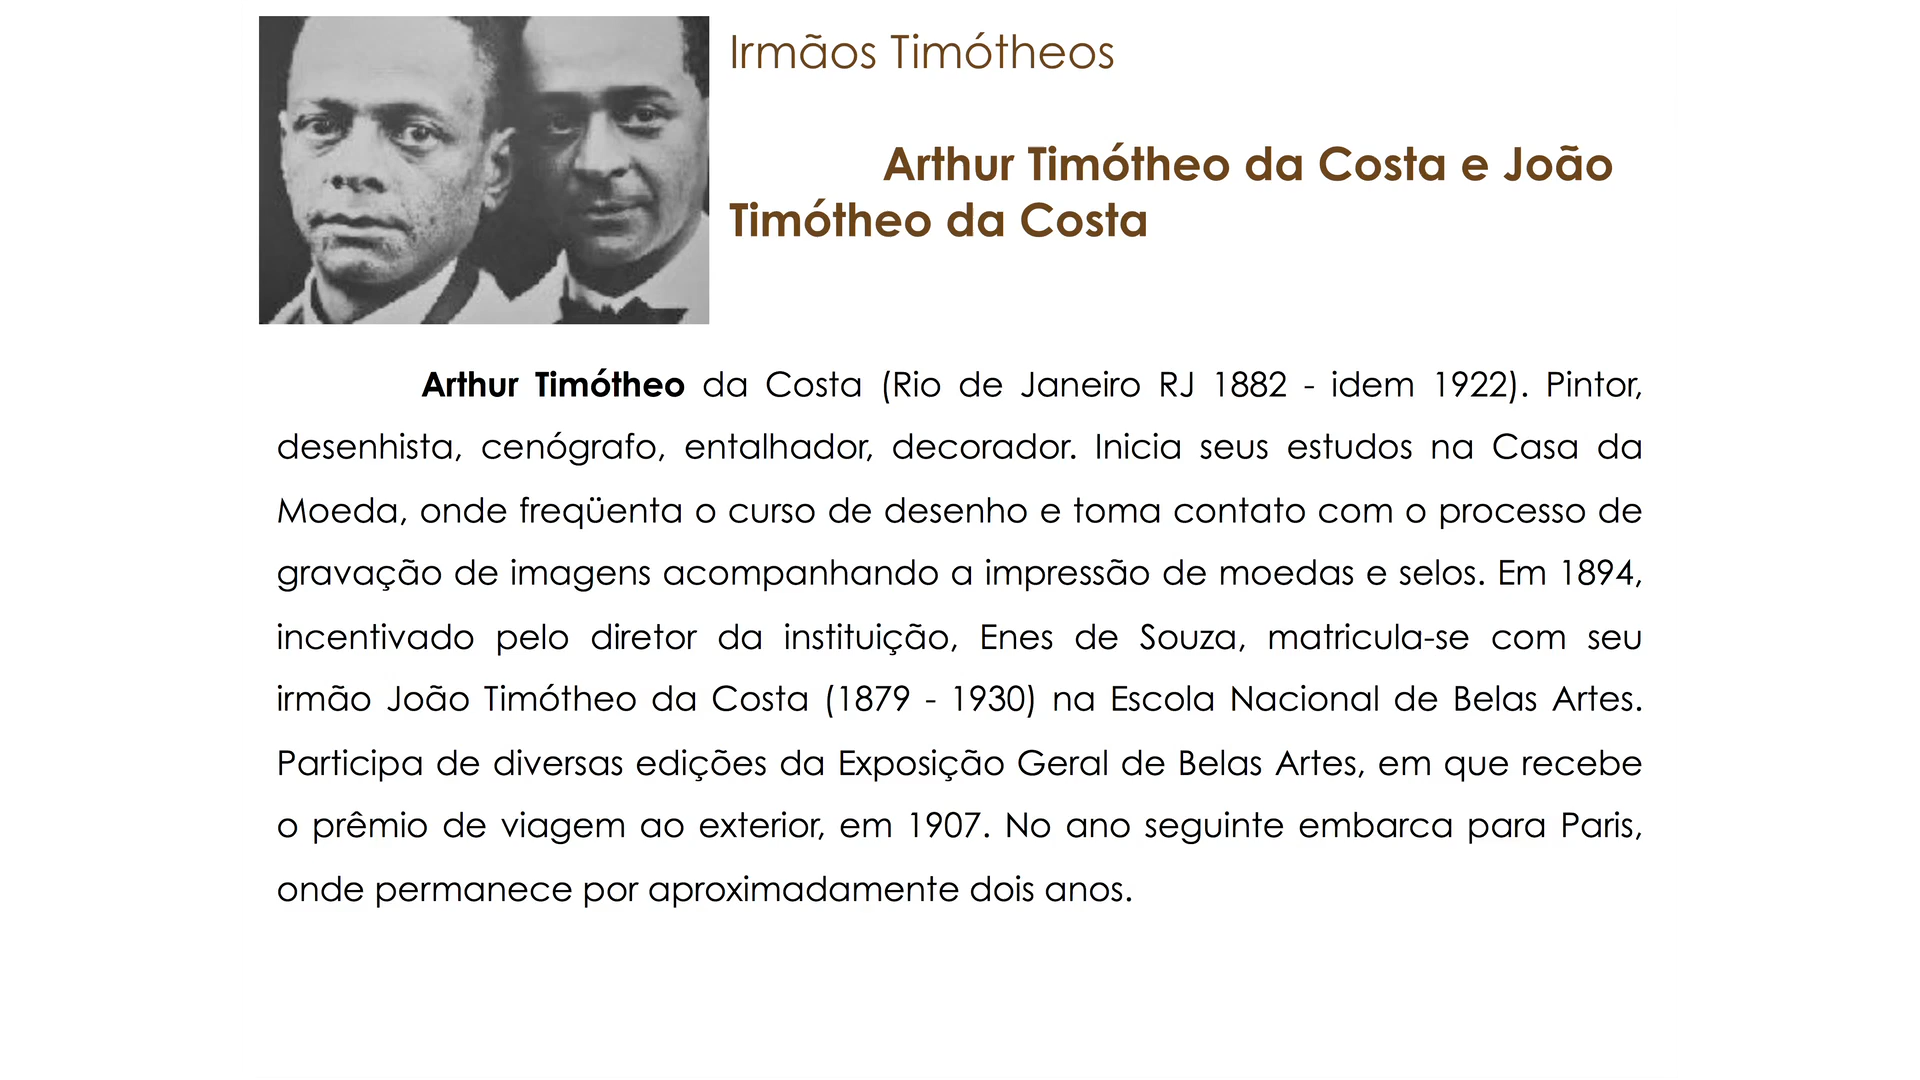 Irmãos Timótheos
Arthur Timótheo da Costa e João
Timótheo da Costa
Arthur Timótheo da Costa (Rio de Janeiro RJ 1882 - idem 1922). Pintor,
desenhista, cenógrafo, entalhador, decorador. Inicia seus estudos na Casa da
Moeda, onde freqüenta o curso de desenho e toma contato com o processo de
gravação de imagens acompanhando a impressão de moedas e selos. Em 1894,
incentivado pelo diretor da instituição, Enes de Souza, matricula-se com seu
irmão João Timótheo da Costa (1879 - 1930) na Escola Nacional de Belas Artes.
Participa de diversas edições da Exposição Geral de Belas Artes, em que recebe
o prêmio de viagem ao exterior, em 1907. No ano seguinte embarca para Paris,
onde permanece por aproximadamente dois anos.